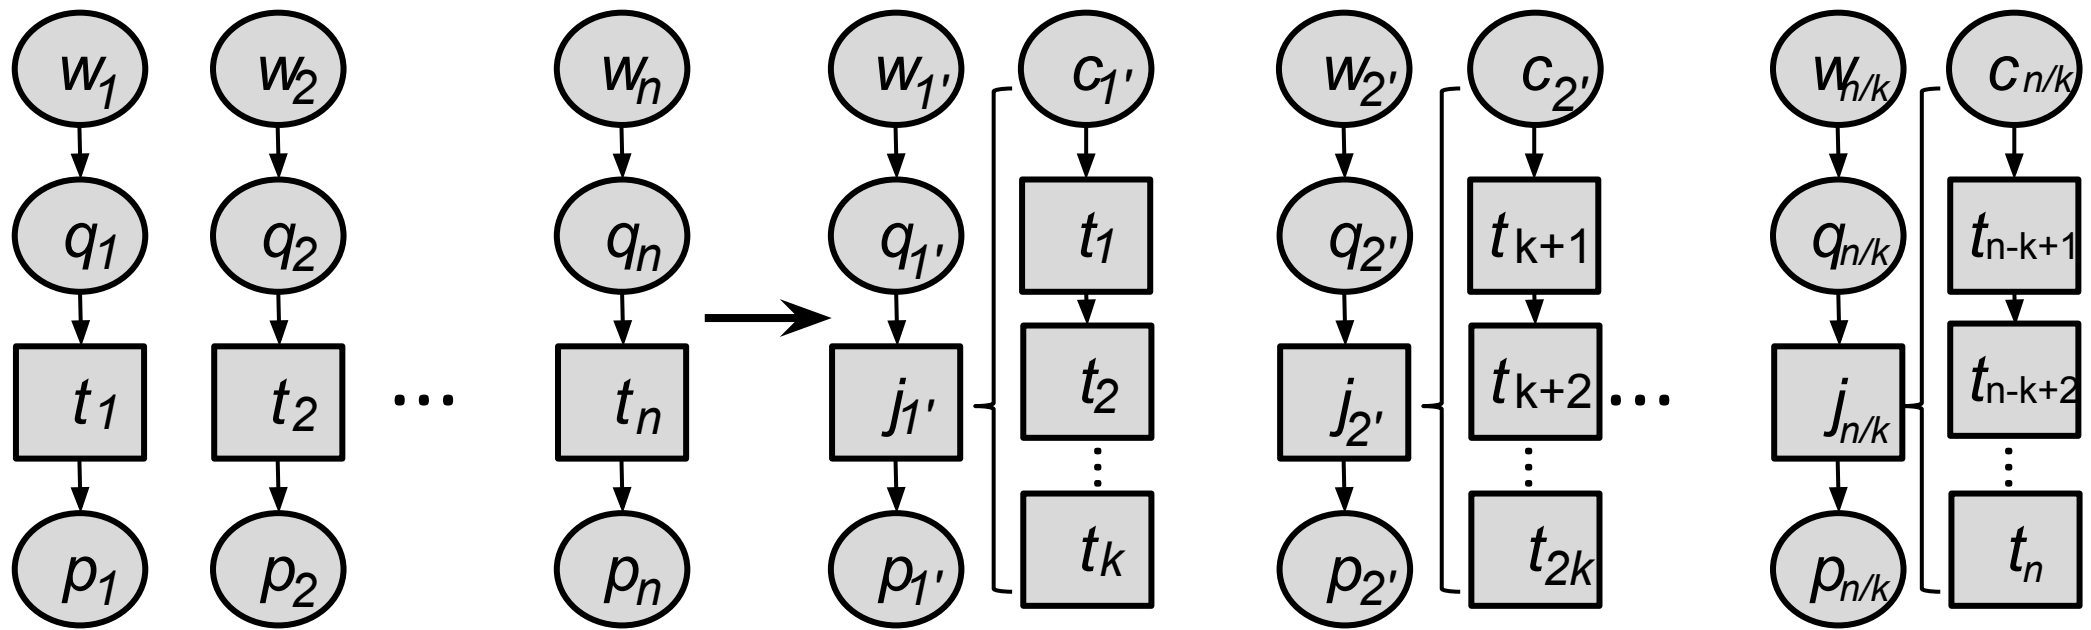 w1 w2 wn w1' c1' w2' c2' wn/k cn/k
q1 q2 qn q1' t1 q2' tk+1 qn/k tn-k+1
t1 t2 ... tn j1' t2 j2' tk+2 ... jn/k tn-k+2
p1 p2 pn p1' tk p2' t2k pn/k tn